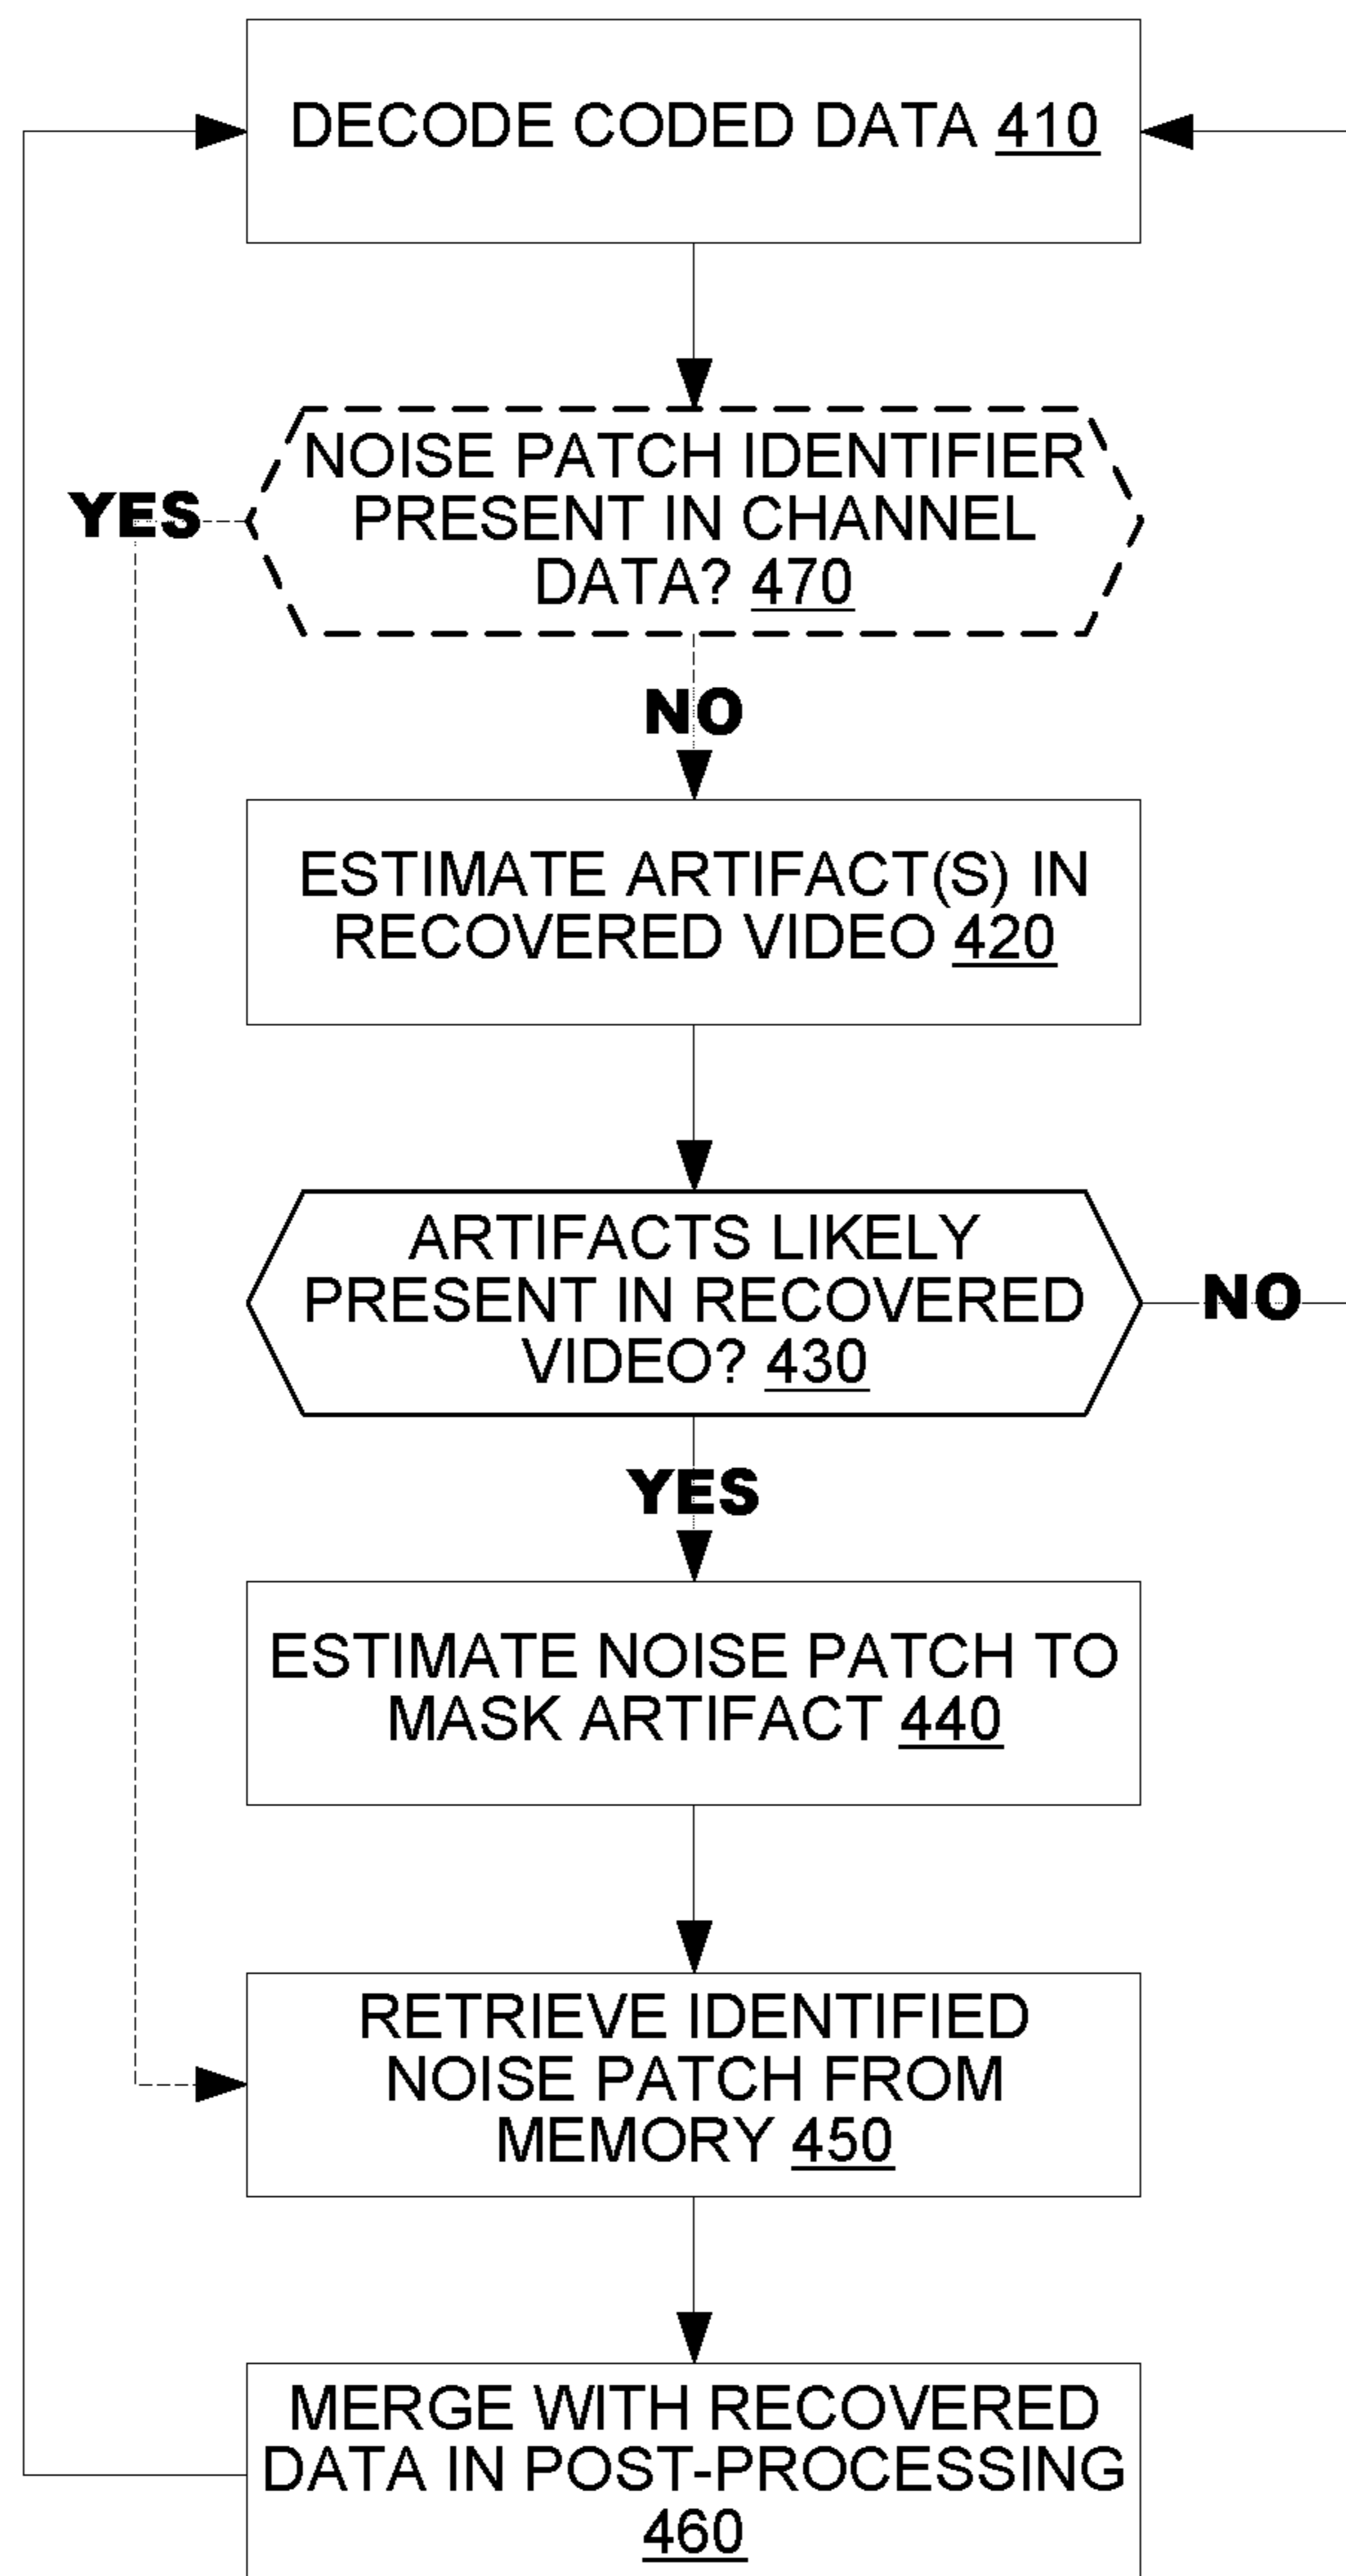 DECODE CODED DATA 410
NOISE PATCH IDENTIFIER
PRESENT IN CHANNEL
DATA? 470
YES
NO
ESTIMATE ARTIFACT(S) IN
RECOVERED VIDEO 420
ARTIFACTS LIKELY
PRESENT IN RECOVERED
VIDEO? 430
NO
YES
ESTIMATE NOISE PATCH TO
MASK ARTIFACT 440
RETRIEVE IDENTIFIED
NOISE PATCH FROM
MEMORY 450
MERGE WITH RECOVERED
DATA IN POST-PROCESSING
460